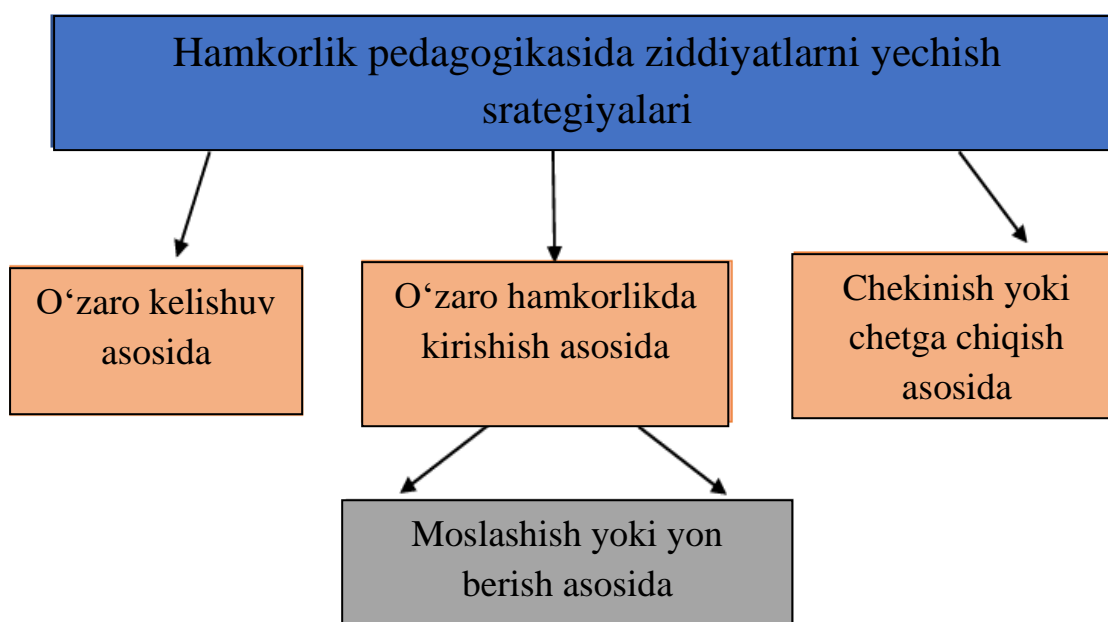 Hamkorlik pedagogikasida ziddiyatlarni yechish
srategiyalari
O‘zaro kelishuv
asosida
O‘zaro hamkorlikda
kirishish asosida
Chekinish yoki
chetga chiqish
asosida
Moslashish yoki yon
berish asosida